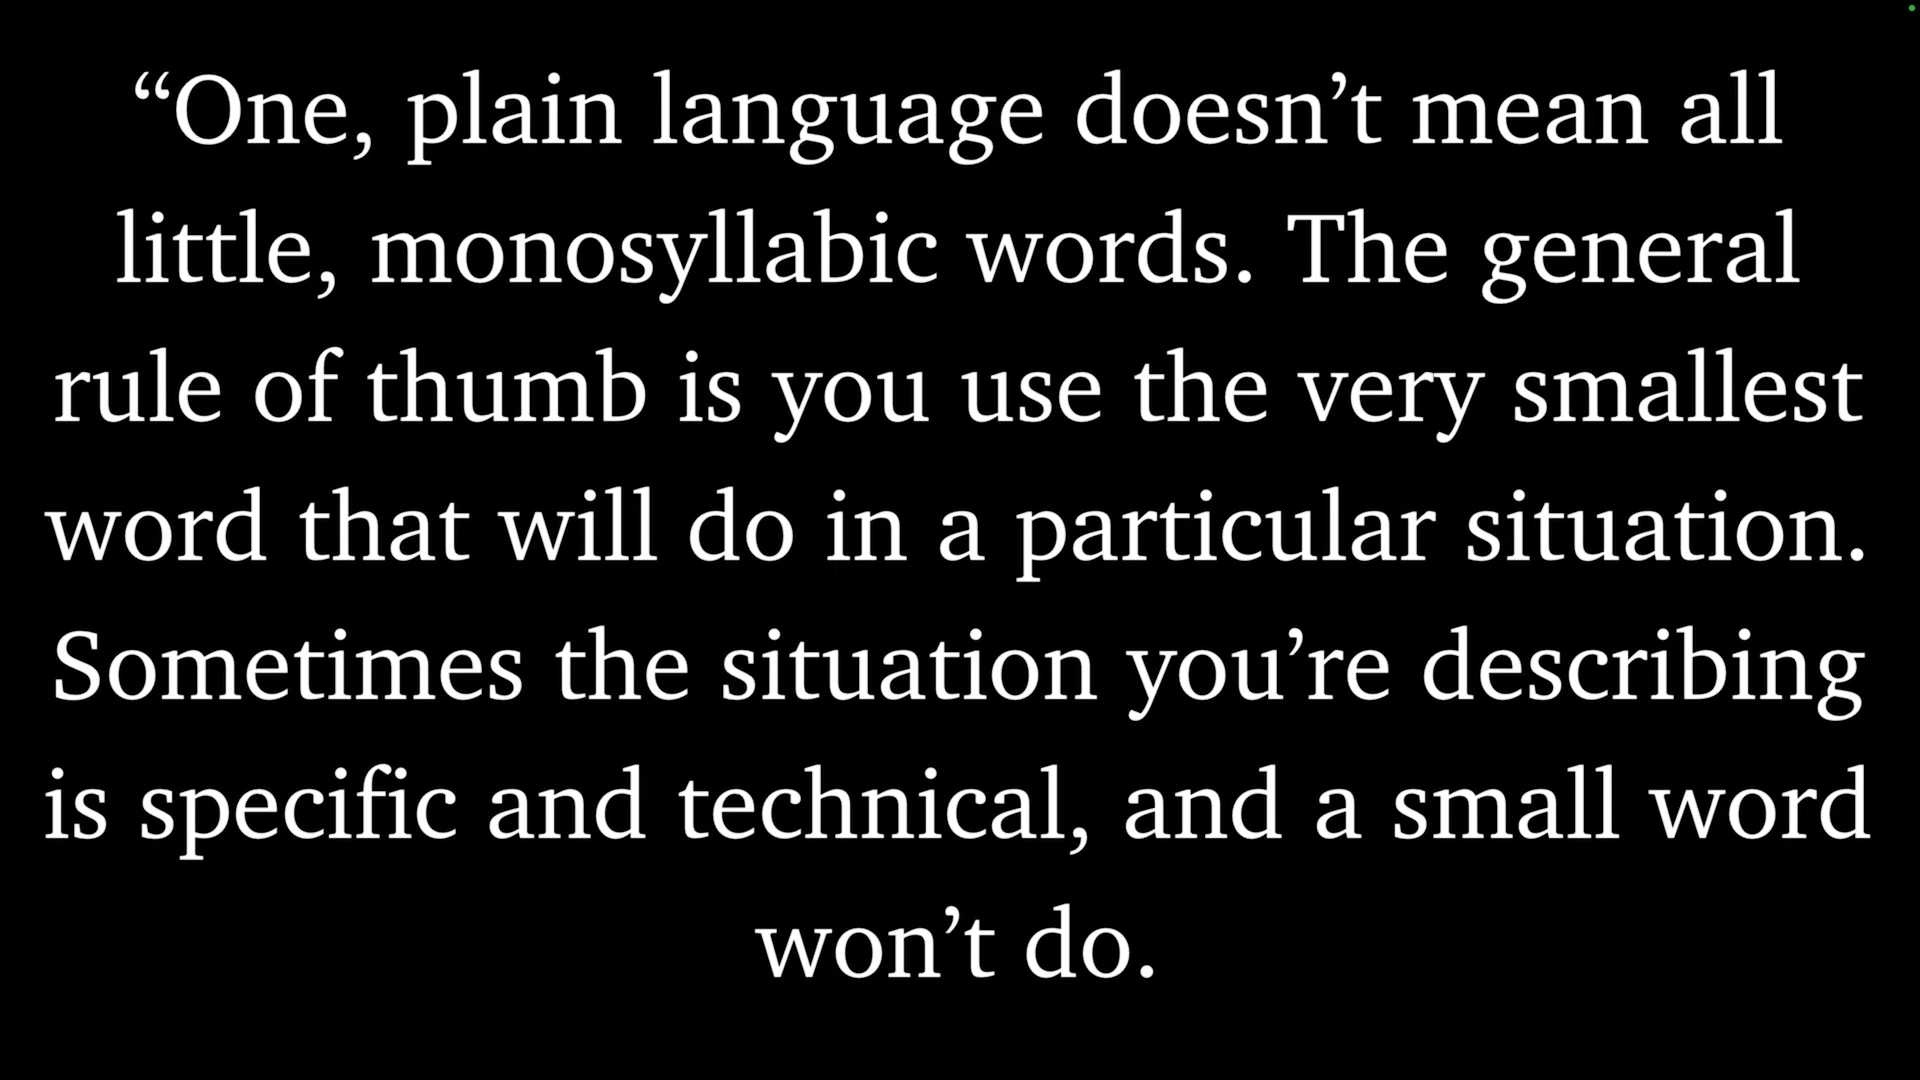 “One, plain language doesn’t mean all
little, monosyllabic words. The general
rule of thumb is you use the very smallest
word that will do in a particular situation.
Sometimes the situation you’re describing
is specific and technical, and a small word
won’t do.